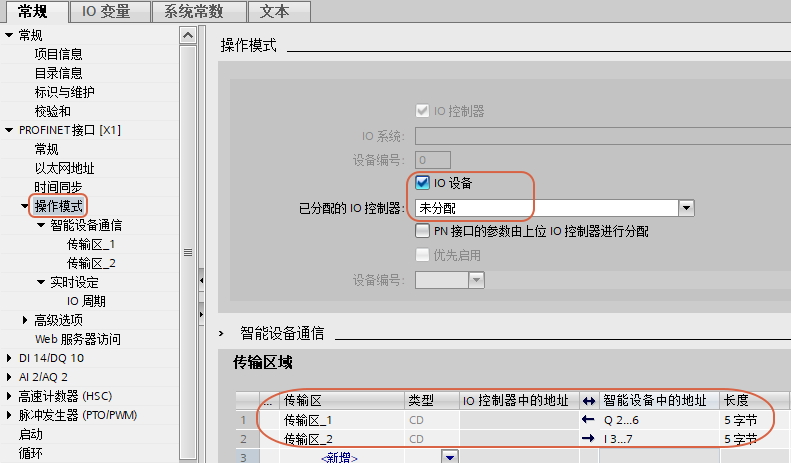 常规 IO 变量 系统常数 文本
常规
项目信息
目录信息
标识与维护
校验和
PROFINET接口 [X1]
常规
以太网地址
时间同步
操作模式
智能设备通信
传输区_1
传输区_2
实时设定
IO 周期
高级选项
Web 服务器访问
DI 14/DQ 10
AI 2/AQ 2
高速计数器 (HSC)
脉冲发生器 (PTO/PWM)
启动
循环
操作模式
IO 控制器
IO 系统:
设备编号: 0
IO 设备
已分配的 IO 控制器: 未分配
PN 接口的参数由上位 IO 控制器进行分配
优先启用
设备编号:
智能设备通信
传输区域
... 传输区 类型 IO 控制器中的地址 ↔ 智能设备中的地址 长度
1 传输区_1 CD ← Q 2...6 5 字节
2 传输区_2 CD → I 3...7 5 字节
3 <新增>